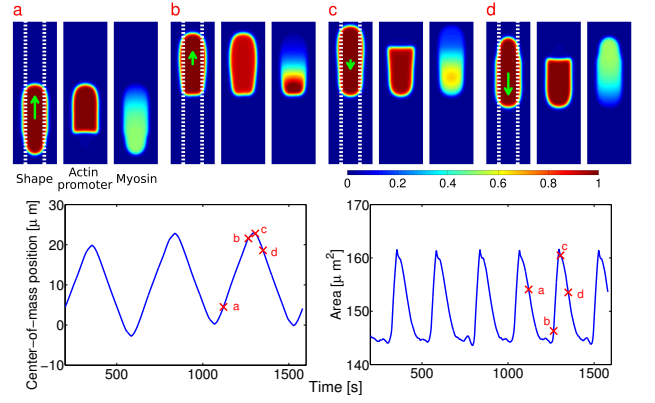 a b c d
Shape Actin promoter Myosin
0 0.2 0.4 0.6 0.8 1
Center-of-mass position [μ m]
30
20
10
0
-10
b c d a
500 1000 1500
Area [μ m²]
170
160
150
140
c a d b
500 1000 1500
Time [s]